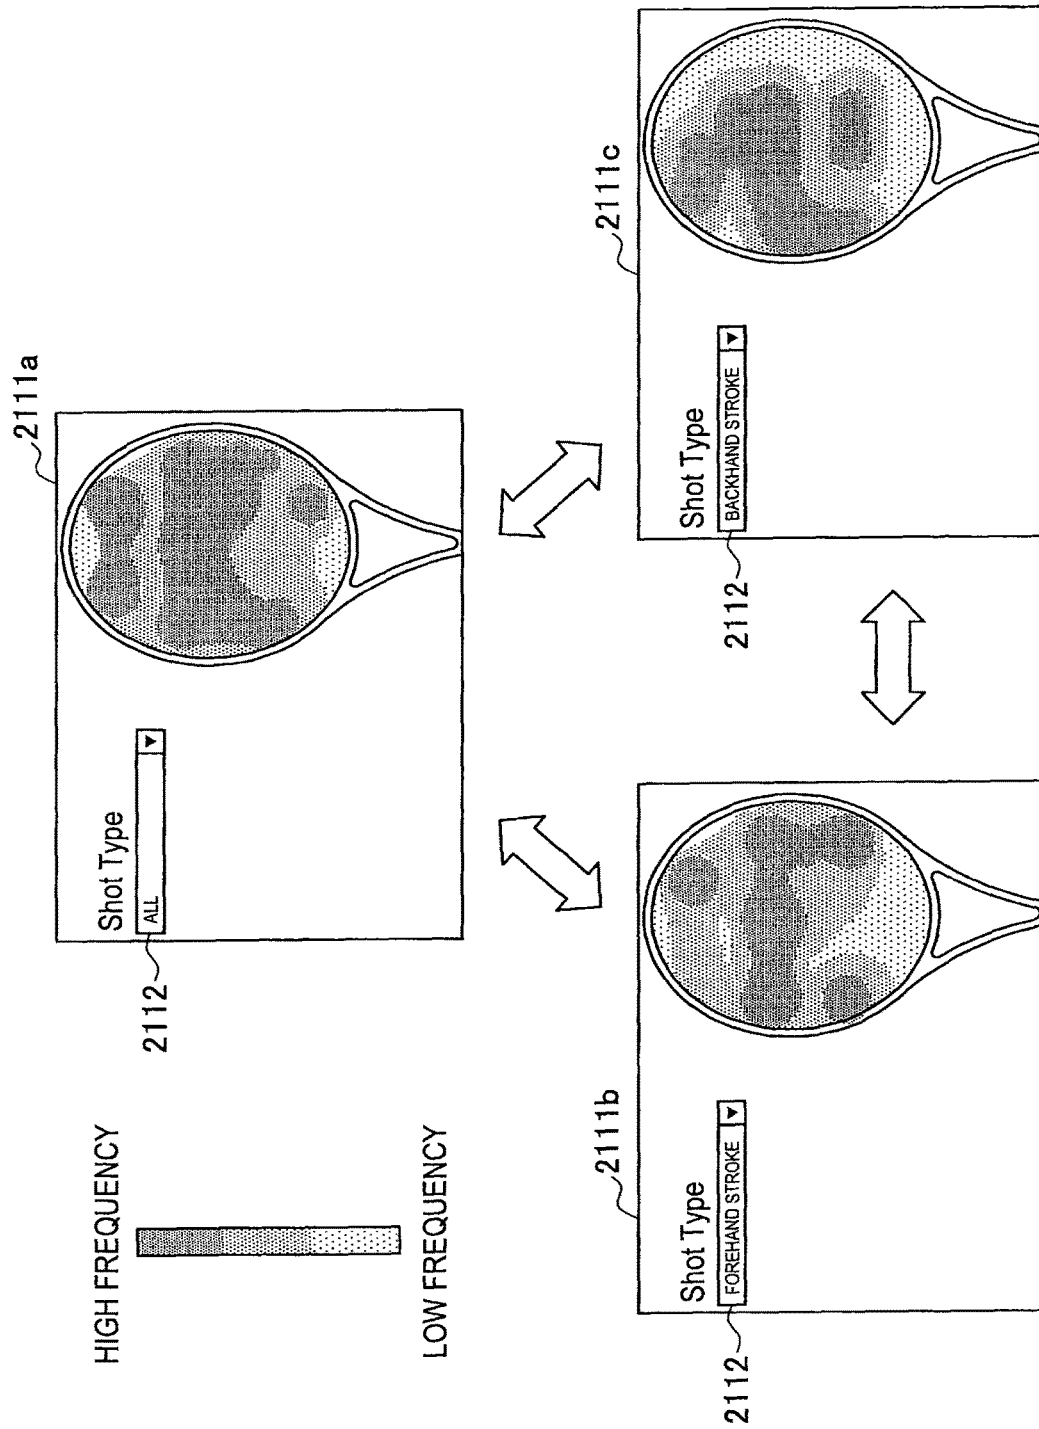 HIGH FREQUENCY
LOW FREQUENCY
2111a
Shot Type
ALL
2112
2111b
Shot Type
FOREHAND STROKE
2112
2111c
Shot Type
BACKHAND STROKE
2112